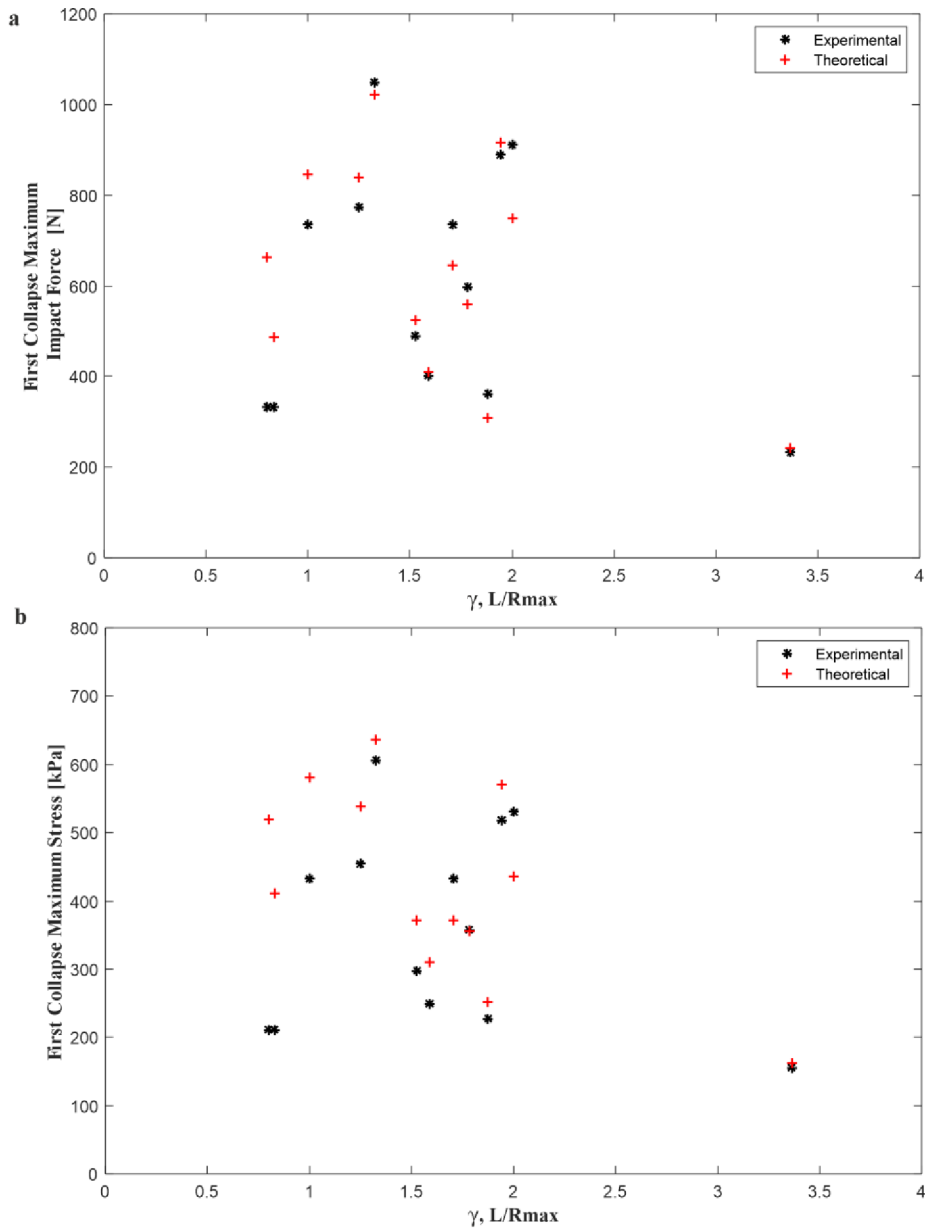 a
1200
1000
800
600
400
200
0
First Collapse Maximum
Impact Force [N]
Experimental
Theoretical
0 0.5 1 1.5 2 2.5 3 3.5 4
γ, L/Rmax
b
800
700
600
500
400
300
200
100
0
First Collapse Maximum Stress [kPa]
Experimental
Theoretical
0 0.5 1 1.5 2 2.5 3 3.5 4
γ, L/Rmax